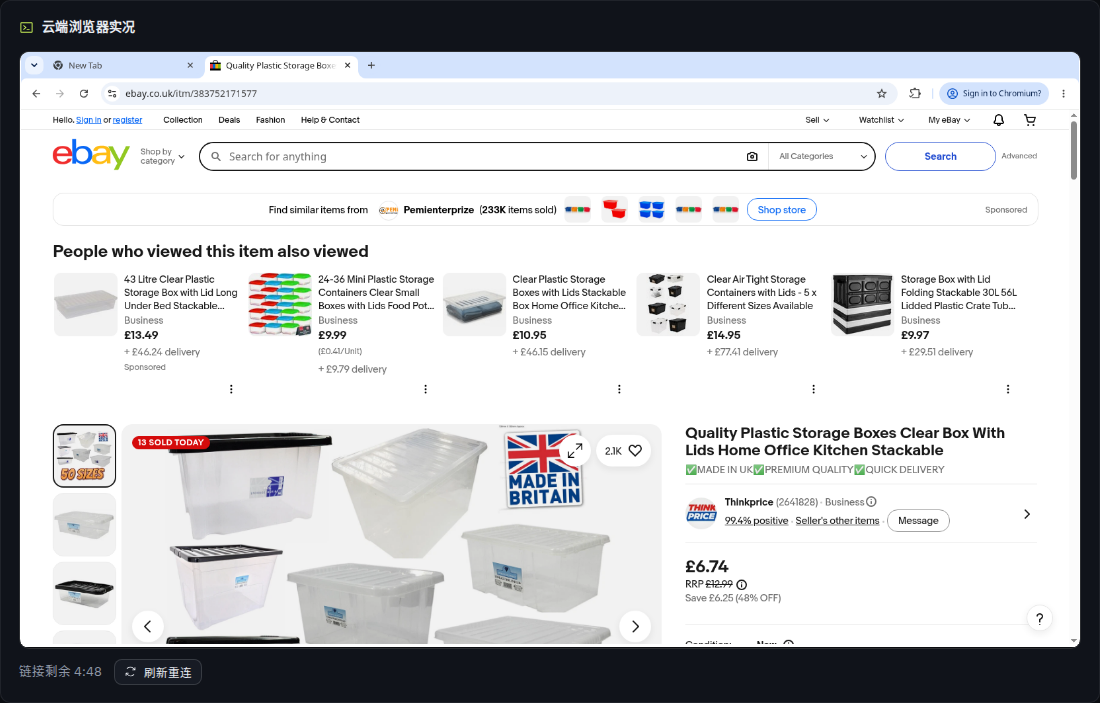 云端浏览器实况
New Tab
Quality Plastic Storage Boxe
ebay.co.uk/itm/383752171577
Sign in to Chromium?
Hello. Sign in or register
Collection
Deals
Fashion
Help & Contact
Sell
Watchlist
My eBay
ebay
Shop by category
Search for anything
All Categories
Search
Advanced
Find similar items from
Pemienterprize (233K items sold)
Shop store
Sponsored
People who viewed this item also viewed
43 Litre Clear Plastic
Storage Box with Lid Long
Under Bed Stackable...
Business
£13.49
+ £46.24 delivery
Sponsored
24-36 Mini Plastic Storage
Containers Clear Small
Boxes with Lids Food Pot...
Business
£9.99
(£0.41/Unit)
+ £9.79 delivery
Clear Plastic Storage
Boxes with Lids Stackable
Box Home Office Kitche...
Business
£10.95
+ £46.15 delivery
Clear Air Tight Storage
Containers with Lids - 5 x
Different Sizes Available
Business
£14.95
+ £77.41 delivery
Storage Box with Lid
Folding Stackable 30L 56L
Lidded Plastic Crate Tub...
Business
£9.97
+ £29.51 delivery
50 SIZES
13 SOLD TODAY
MADE IN
BRITAIN
2.1K
Quality Plastic Storage Boxes Clear Box With
Lids Home Office Kitchen Stackable
✅MADE IN UK✅PREMIUM QUALITY✅QUICK DELIVERY
THINK
PRICE
Thinkprice (2641828) · Business
99.4% positive · Seller's other items · Message
£6.74
RRP £12.99
Save £6.25 (48% OFF)
Condition: New
?
链接剩余 4:48
刷新重连